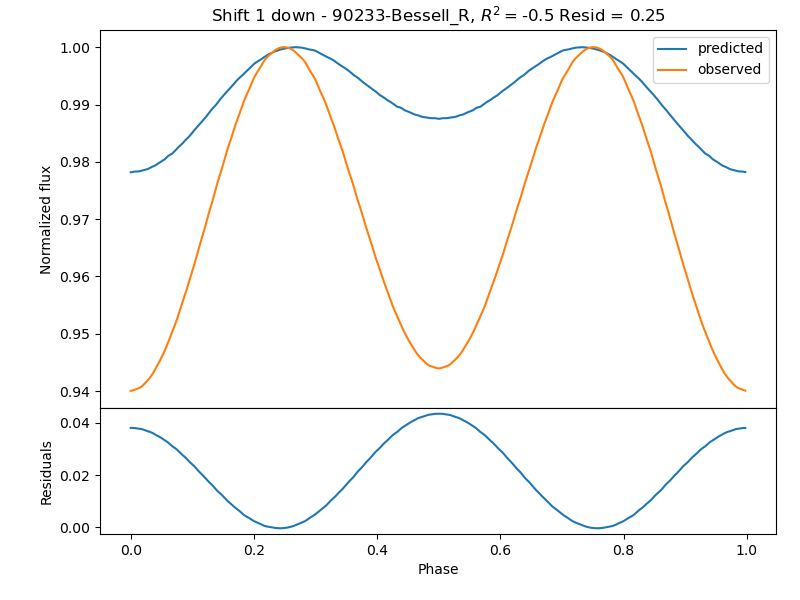 Shift 1 down - 90233-Bessell_R, R² = -0.5 Resid = 0.25
predicted
observed
Normalized flux
1.00
0.99
0.98
0.97
0.96
0.95
0.94
Residuals
0.04
0.02
0.00
0.0 0.2 0.4 0.6 0.8 1.0
Phase